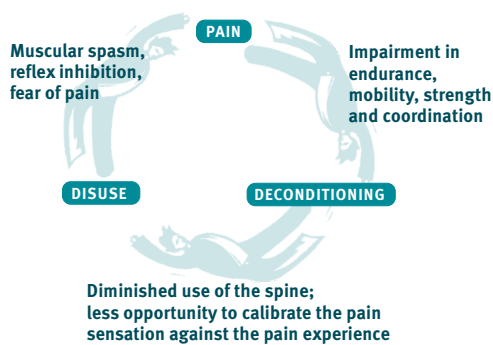 PAIN
Muscular spasm,
reflex inhibition,
fear of pain
Impairment in
endurance,
mobility, strength
and coordination
DISUSE
DECONDITIONING
Diminished use of the spine;
less opportunity to calibrate the pain
sensation against the pain experience